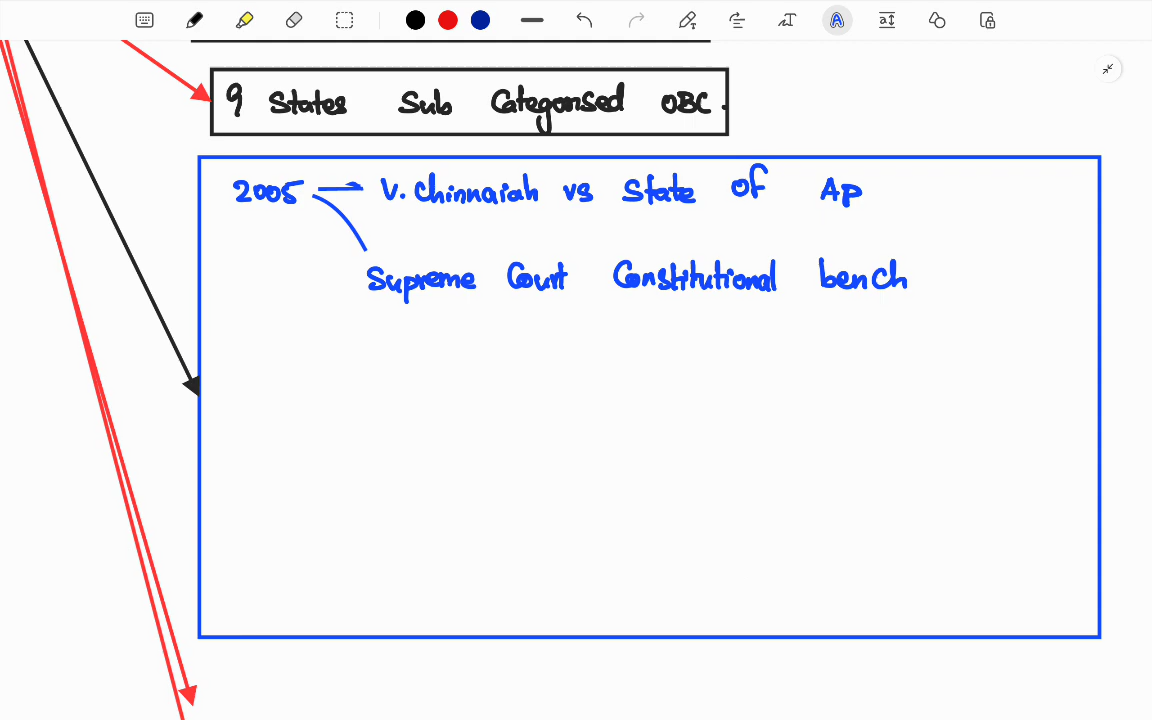 9 States Sub Categorised OBC.
2005 → V. Chinnaiah vs State of Ap
Supreme Court Constitutional bench